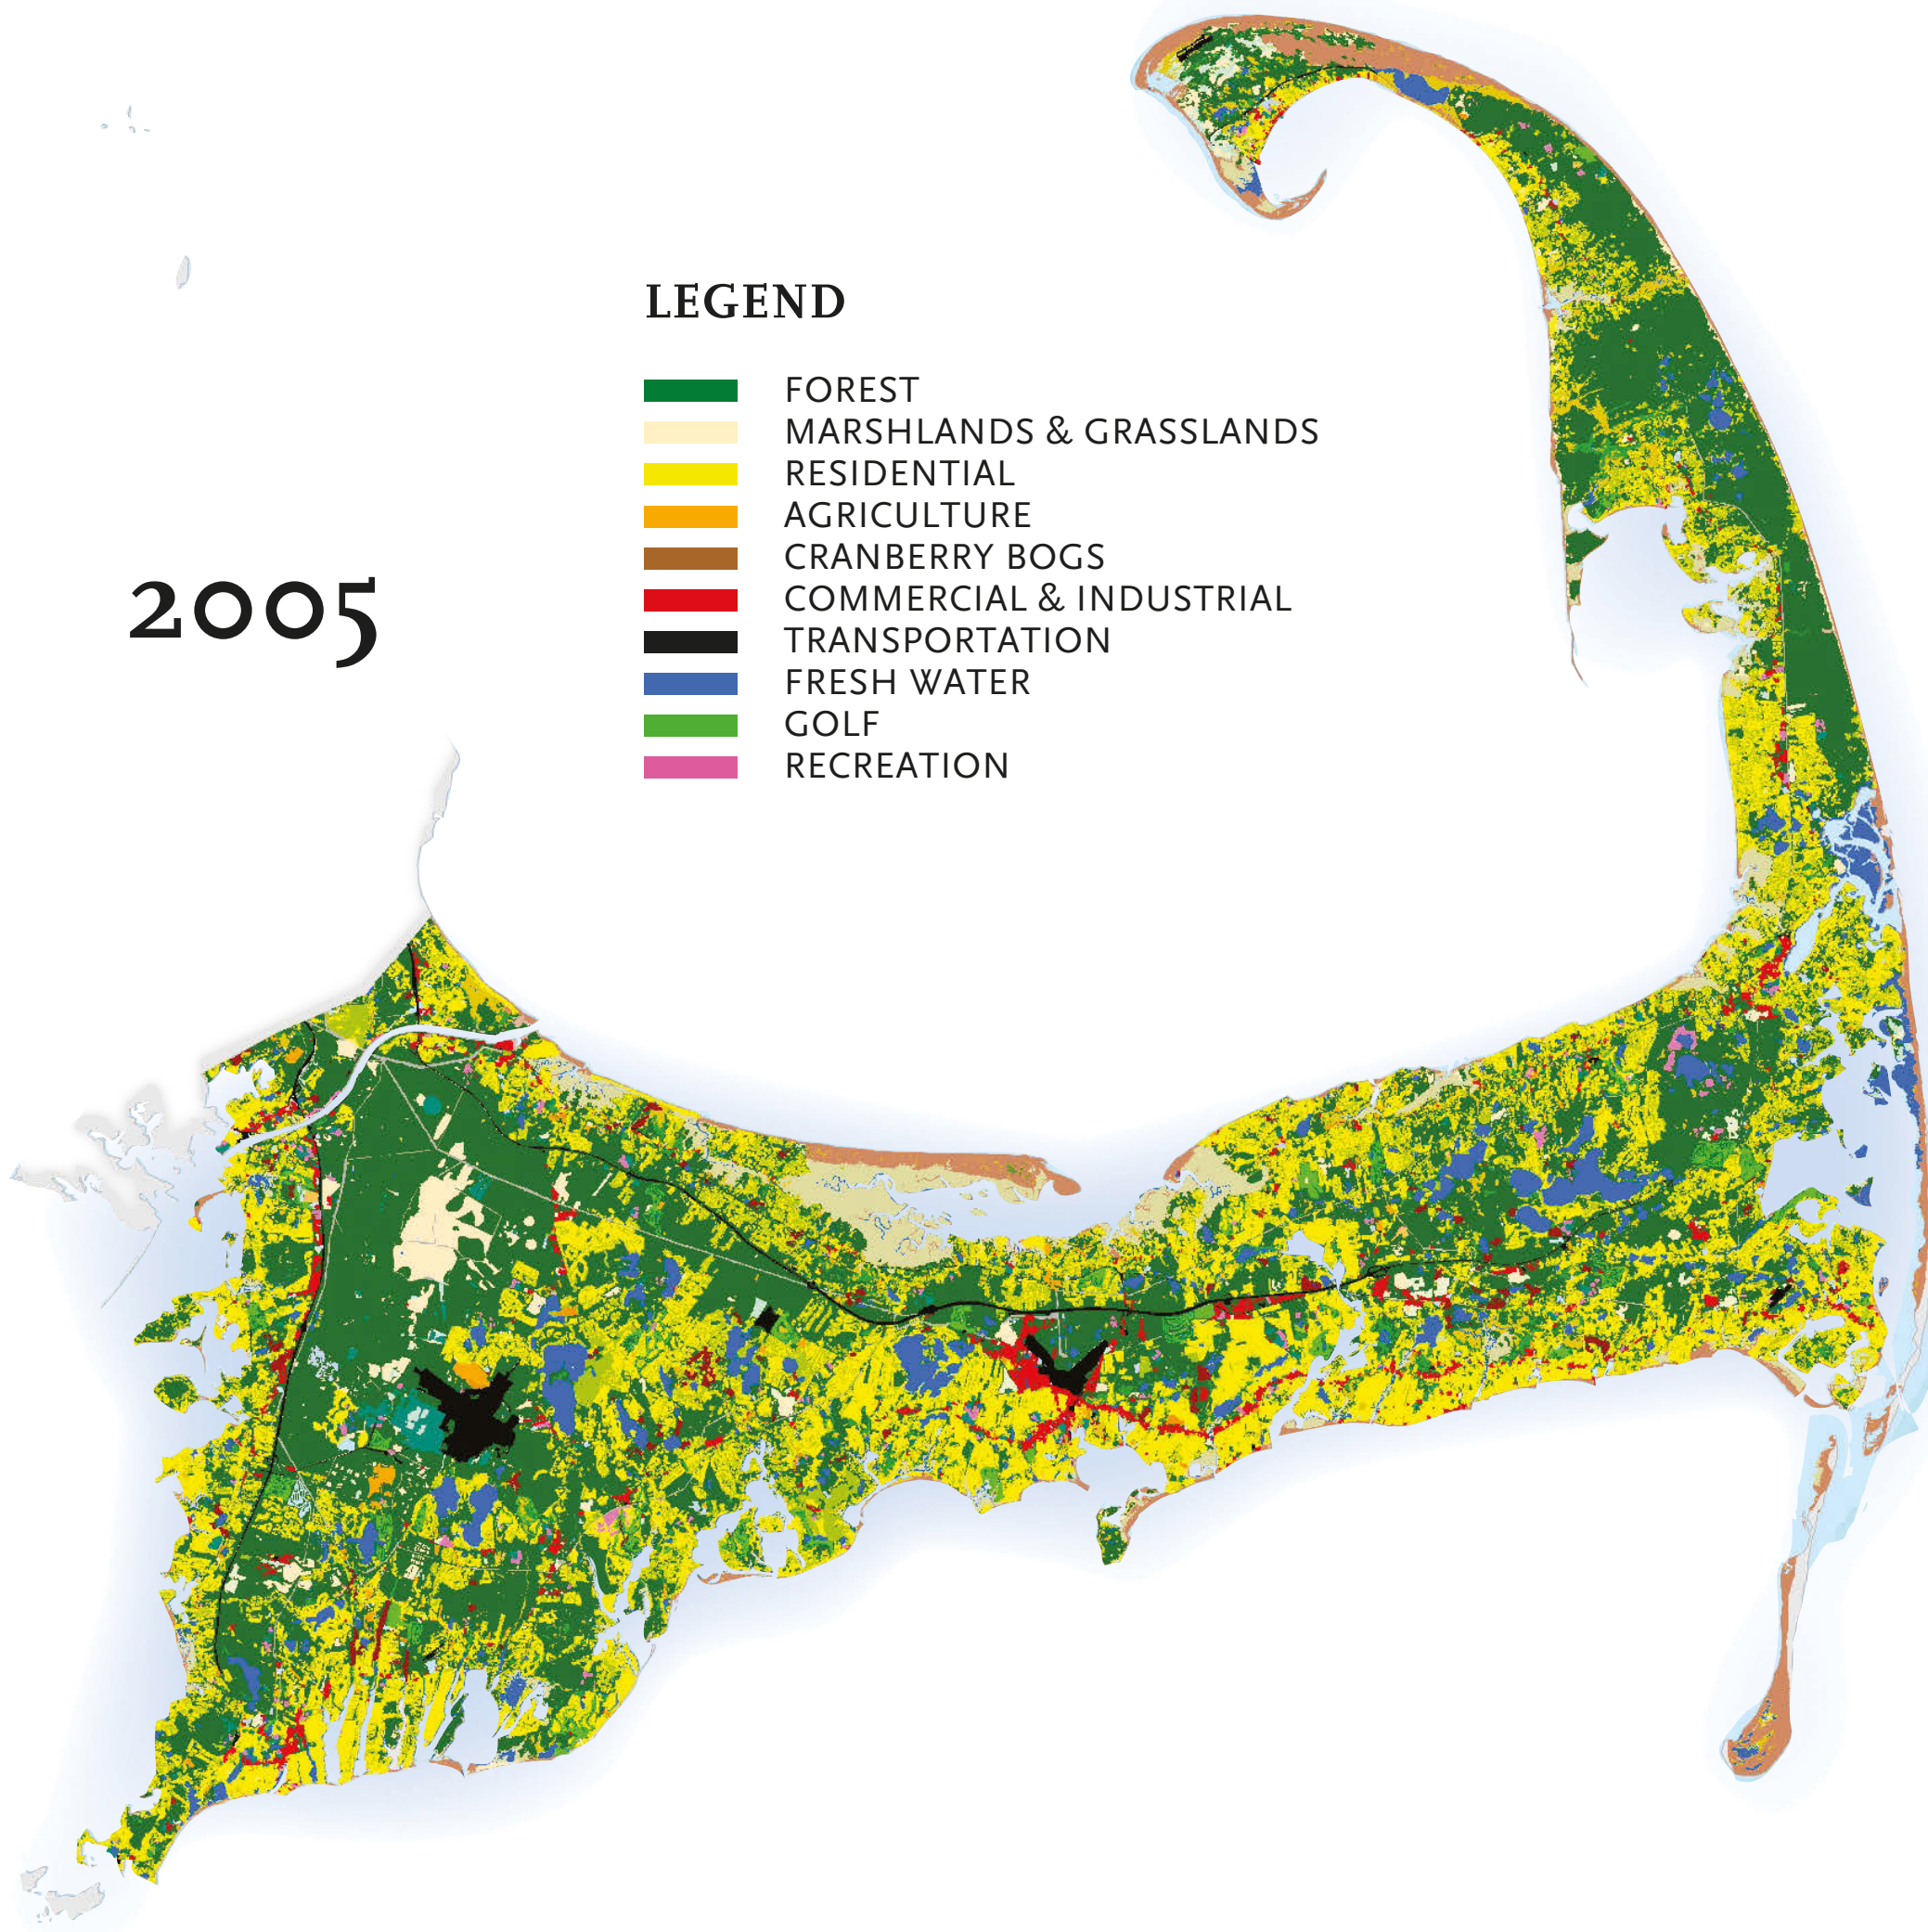 LEGEND
FOREST
MARSHLANDS & GRASSLANDS
RESIDENTIAL
AGRICULTURE
CRANBERRY BOGS
COMMERCIAL & INDUSTRIAL
TRANSPORTATION
FRESH WATER
GOLF
RECREATION
2005